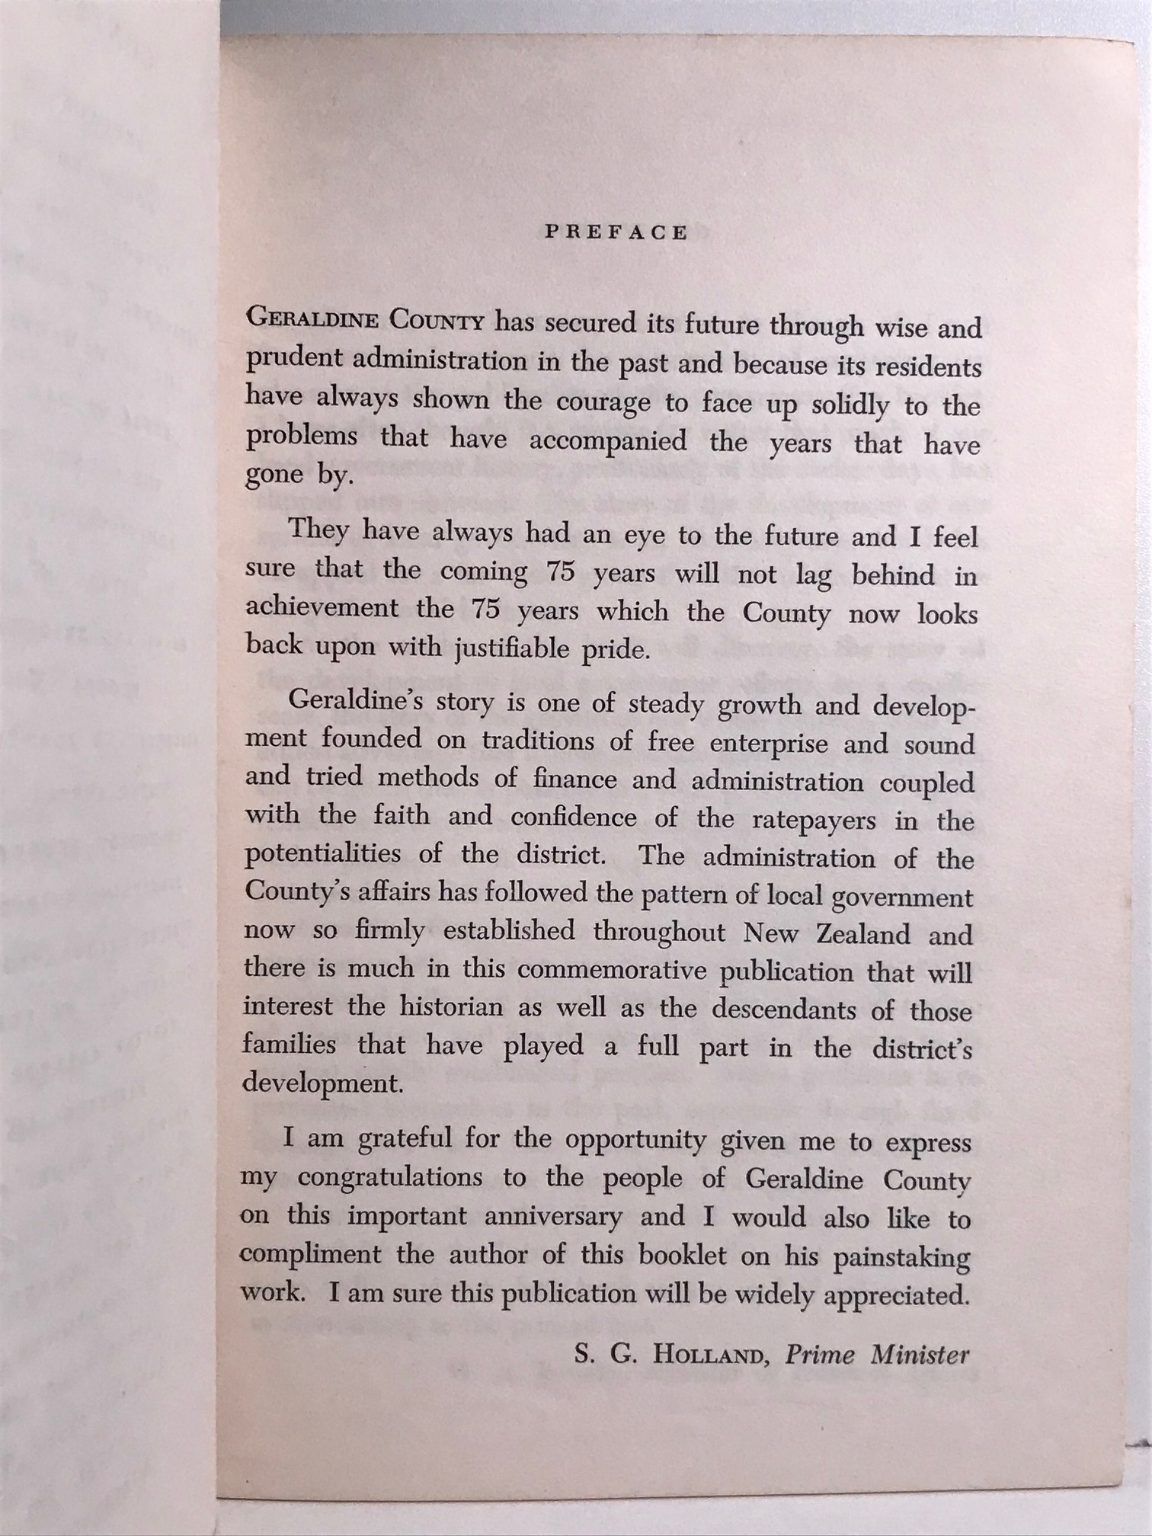 PREFACE
GERALDINE COUNTY has secured its future through wise and
prudent administration in the past and because its residents
have always shown the courage to face up solidly to the
problems that have accompanied the years that have
gone by.
They have always had an eye to the future and I feel
sure that the coming 75 years will not lag behind in
achievement the 75 years which the County now looks
back upon with justifiable pride.
Geraldine's story is one of steady growth and develop-
ment founded on traditions of free enterprise and sound
and tried methods of finance and administration coupled
with the faith and confidence of the ratepayers in the
potentialities of the district. The administration of the
County's affairs has followed the pattern of local government
now so firmly established throughout New Zealand and
there is much in this commemorative publication that will
interest the historian as well as the descendants of those
families that have played a full part in the district's
development.
I am grateful for the opportunity given me to express
my congratulations to the people of Geraldine County
on this important anniversary and I would also like to
compliment the author of this booklet on his painstaking
work. I am sure this publication will be widely appreciated.
S. G. HOLLAND, Prime Minister